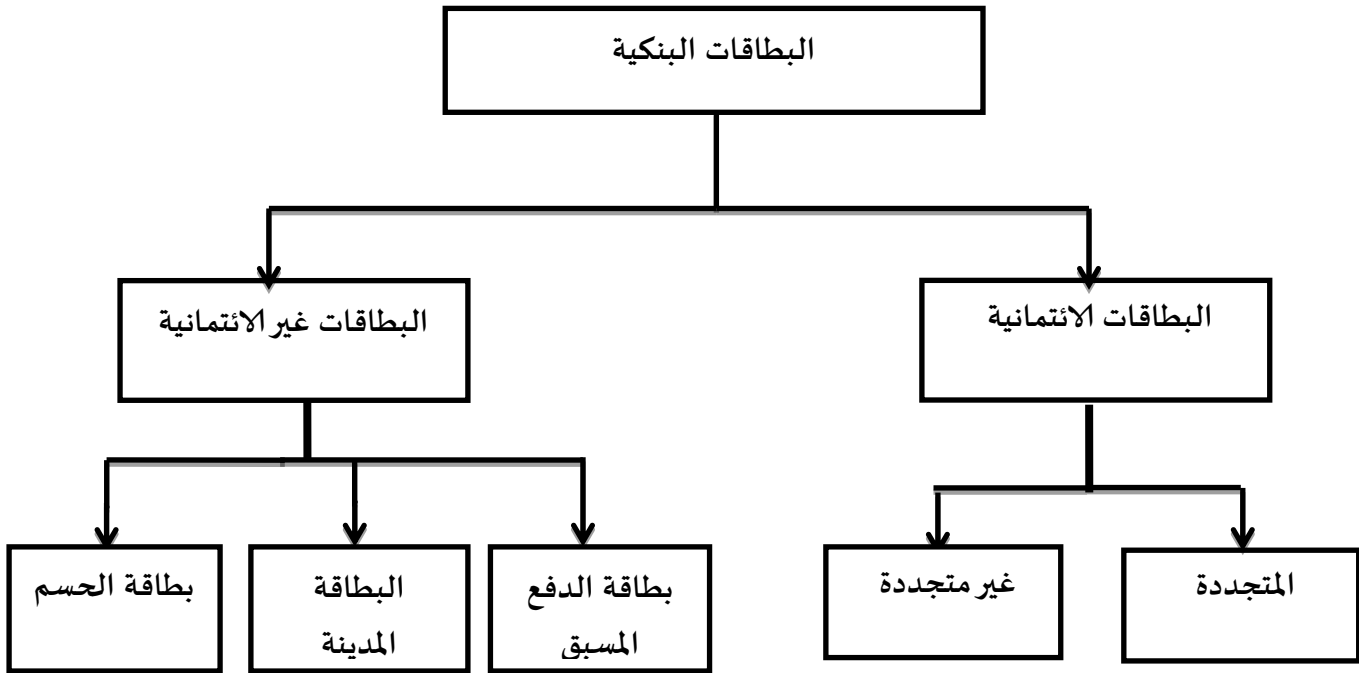 البطاقات البنكية
البطاقات الائتمانية
البطاقات غير الائتمانية
المتجددة
غير متجددة
بطاقة الدفع
المسبق
البطاقة
المدينة
بطاقة الحسم